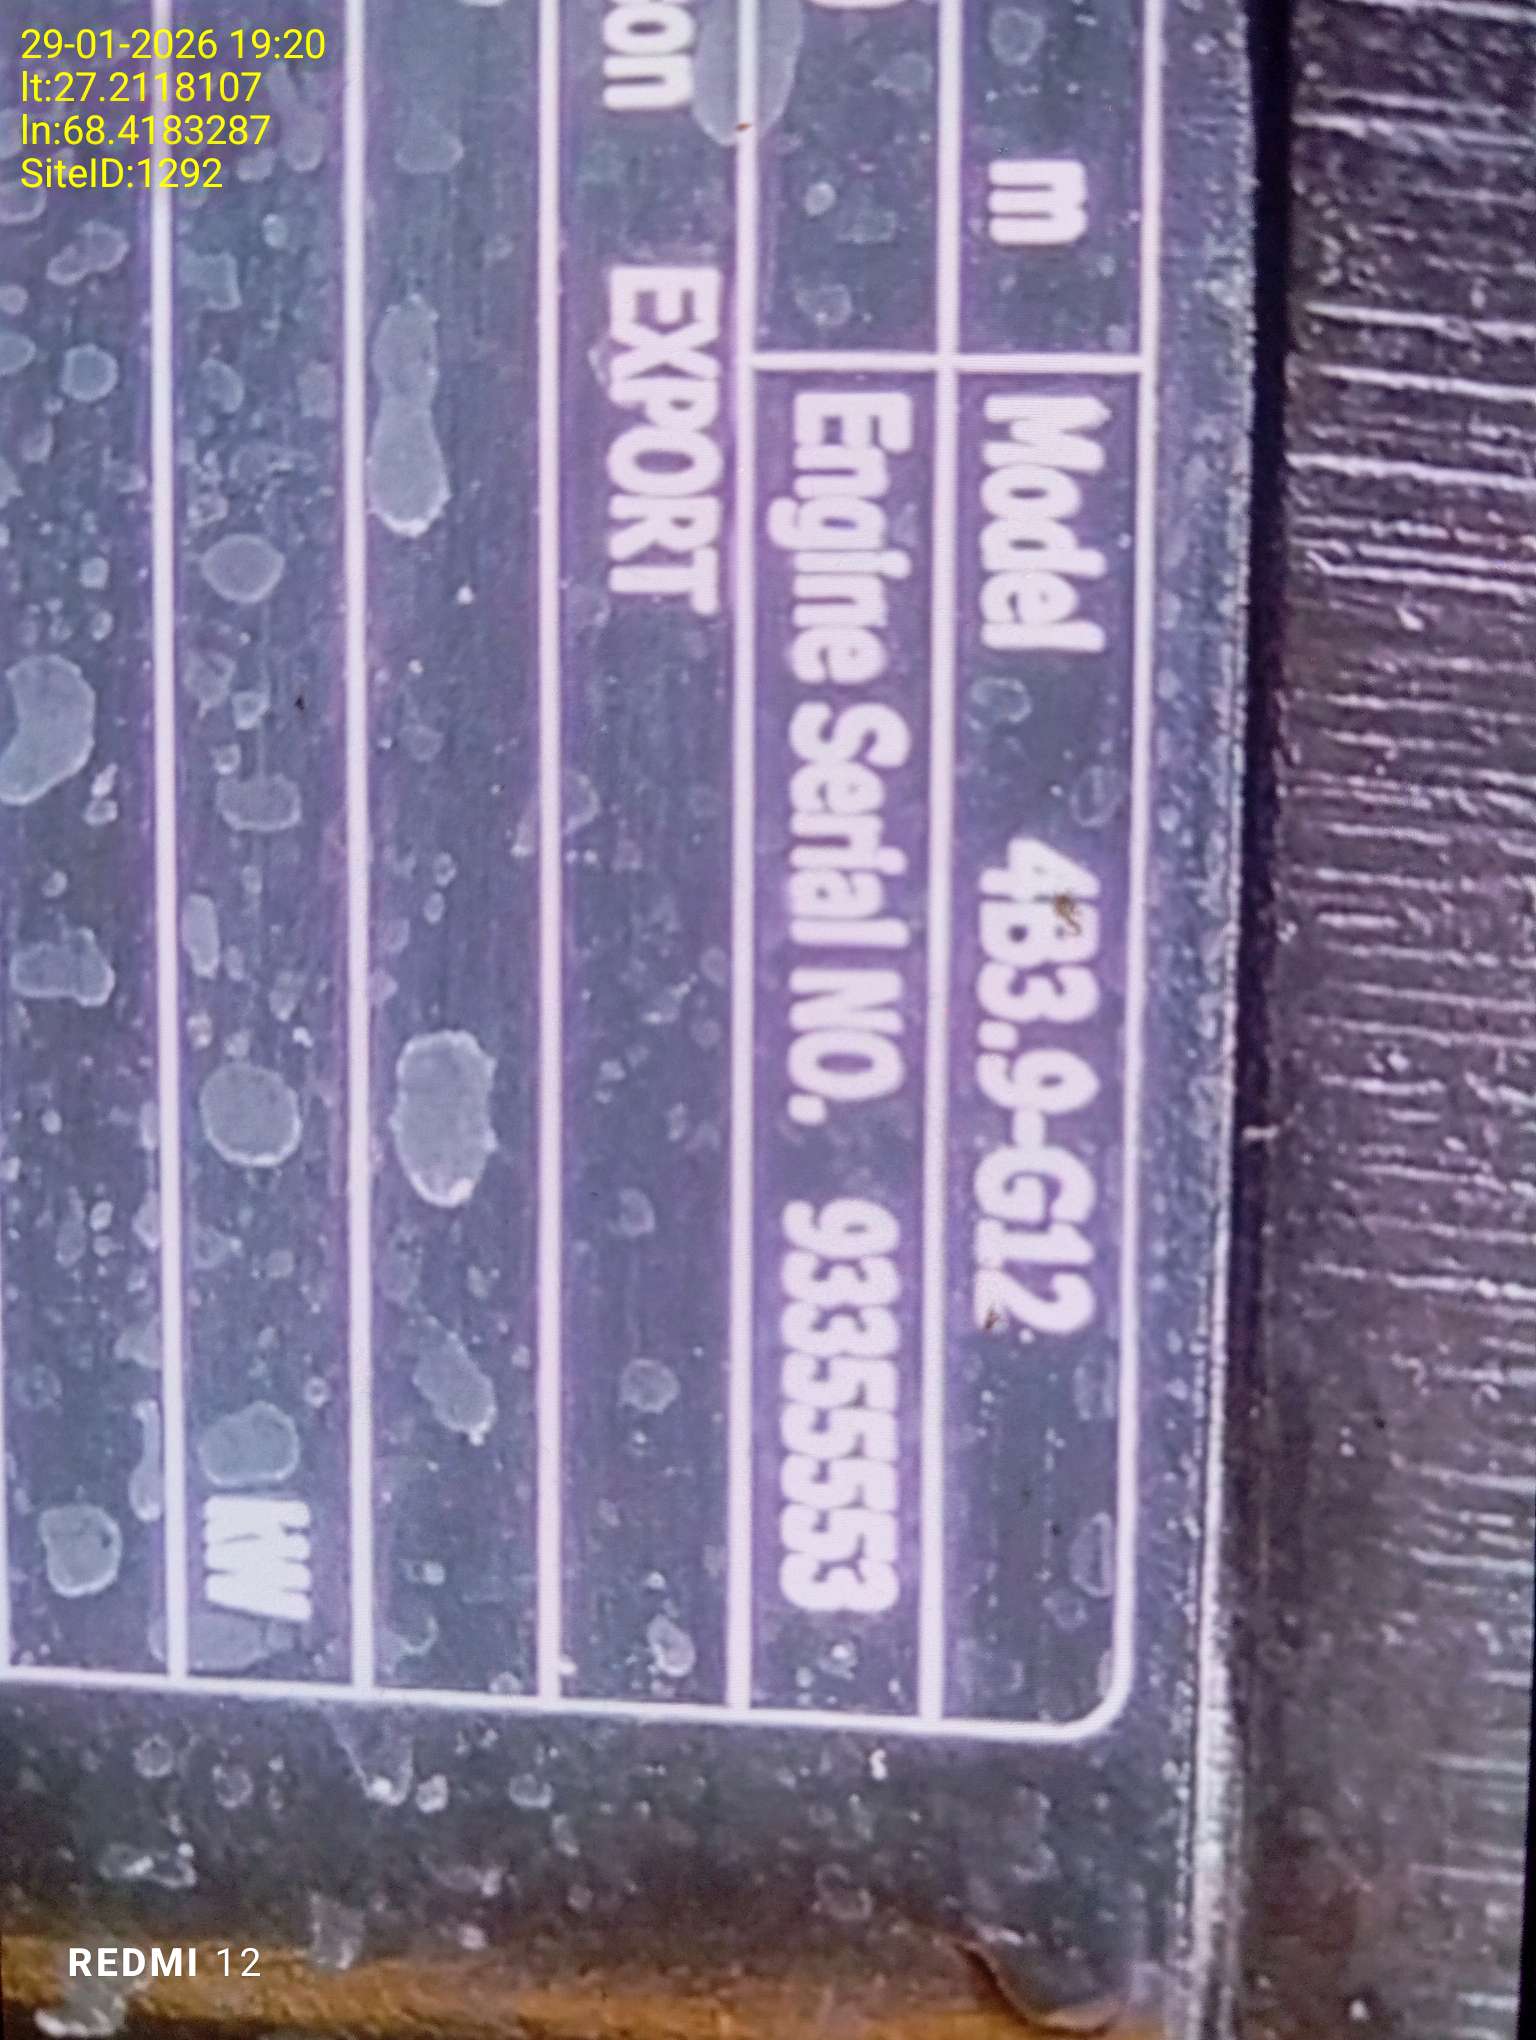 29-01-2026 19:20
lt:27.2118107
ln:68.4183287
SiteID:1292
m Model 4B3.9-G12
Engine Serial NO. 93355553
EXPORT
kW
REDMI 12